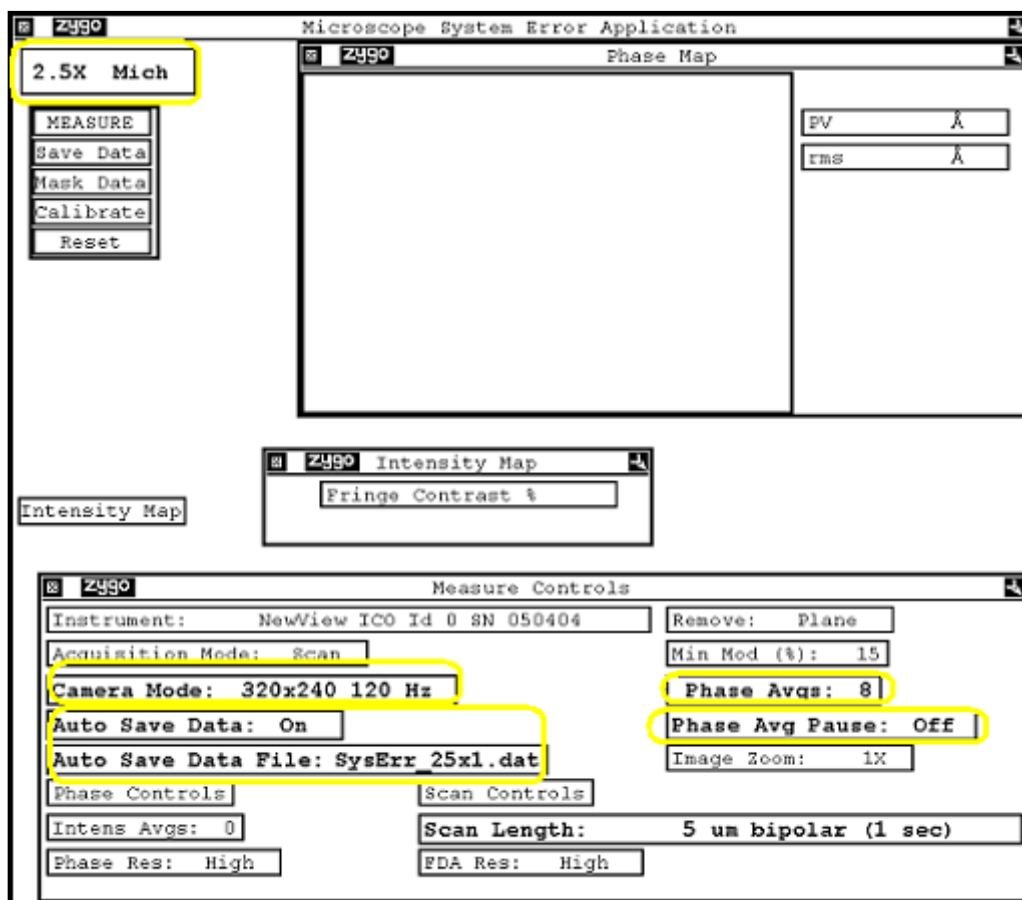 zygo Microscope System Error Application
2.5X Mich
zygo Phase Map
MEASURE
Save Data
Mask Data
Calibrate
Reset
PV Å
rms Å
zygo Intensity Map
Fringe Contrast %
Intensity Map
zygo Measure Controls
Instrument: NewView ICO Id 0 SN 050404 Remove: Plane
Acquisition Mode: Scan Min Mod (%): 15
Camera Mode: 320x240 120 Hz Phase Avgs: 8
Auto Save Data: On Phase Avg Pause: Off
Auto Save Data File: SysErr_25x1.dat Image Zoom: 1X
Phase Controls Scan Controls
Intens Avgs: 0 Scan Length: 5 um bipolar (1 sec)
Phase Res: High FDA Res: High